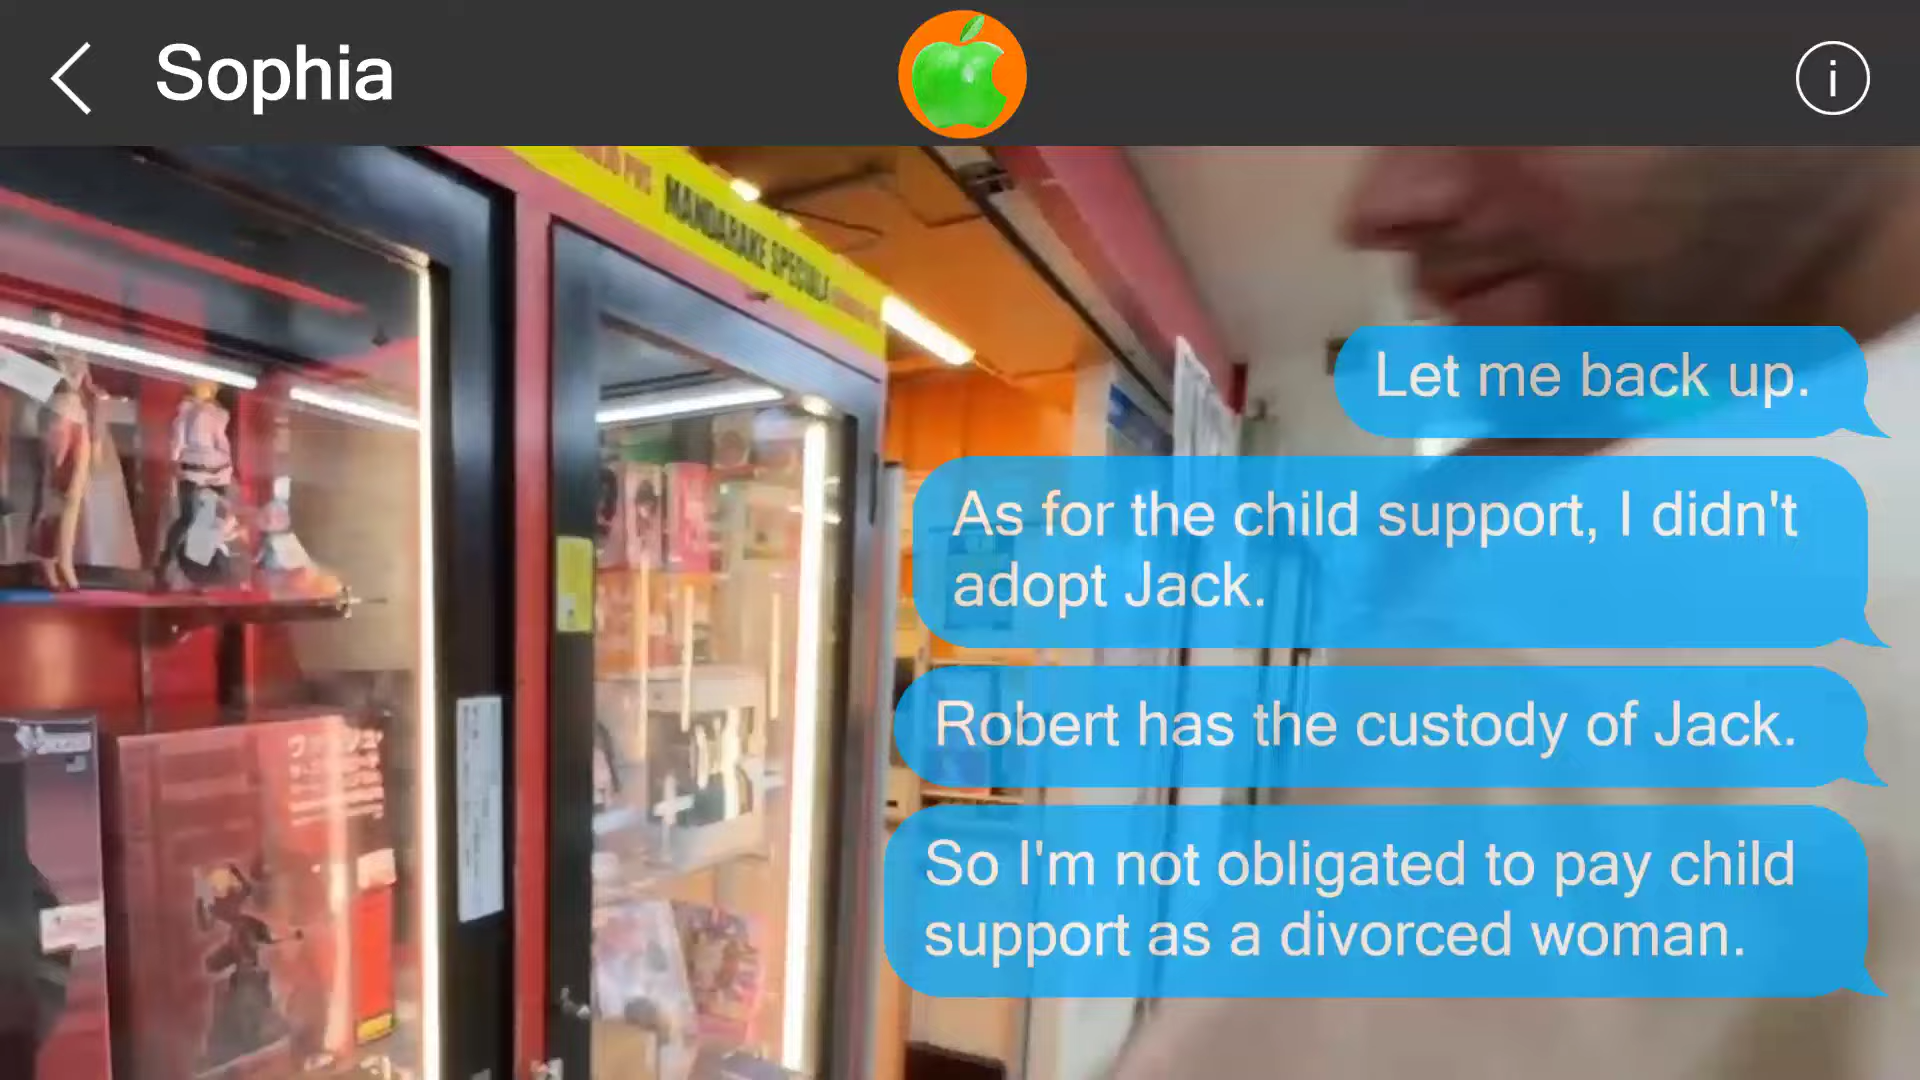 Sophia
i
MANDARAKE SPECIAL
Let me back up.
As for the child support, I didn't
adopt Jack.
Robert has the custody of Jack.
So I'm not obligated to pay child
support as a divorced woman.